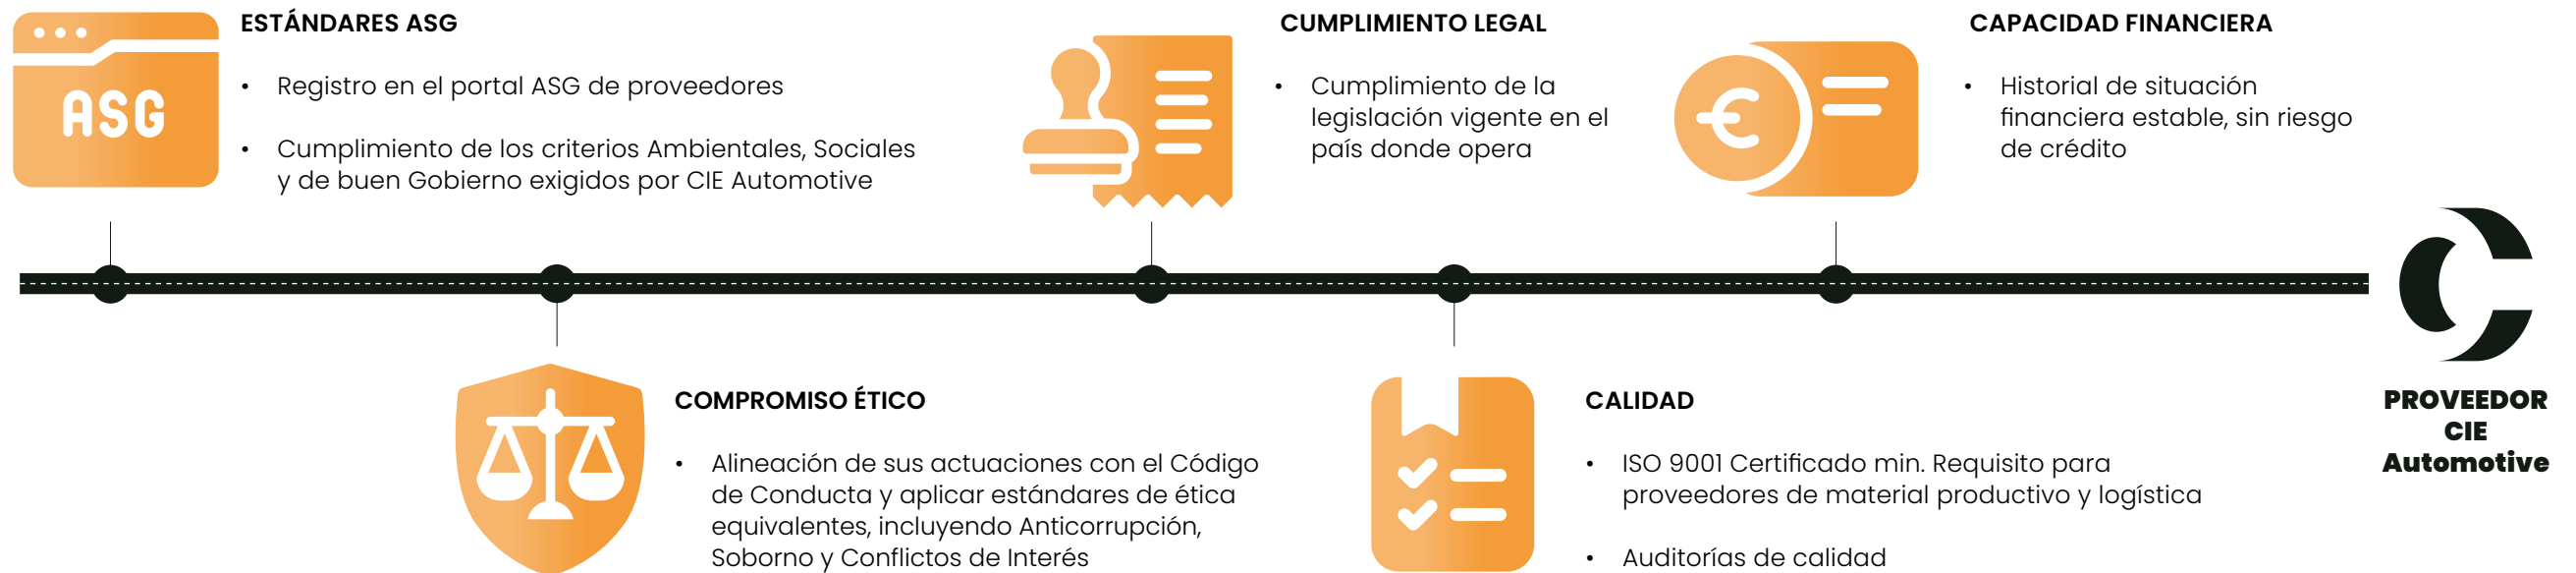 ESTÁNDARES ASG
ASG
• Registro en el portal ASG de proveedores
• Cumplimiento de los criterios Ambientales, Sociales
y de buen Gobierno exigidos por CIE Automotive
COMPROMISO ÉTICO
• Alineación de sus actuaciones con el Código
de Conducta y aplicar estándares de ética
equivalentes, incluyendo Anticorrupción,
Soborno y Conflictos de Interés
CUMPLIMIENTO LEGAL
• Cumplimiento de la
legislación vigente en el
país donde opera
CALIDAD
• ISO 9001 Certificado min. Requisito para
proveedores de material productivo y logística
• Auditorías de calidad
CAPACIDAD FINANCIERA
€
• Historial de situación
financiera estable, sin riesgo
de crédito
PROVEEDOR
CIE
Automotive